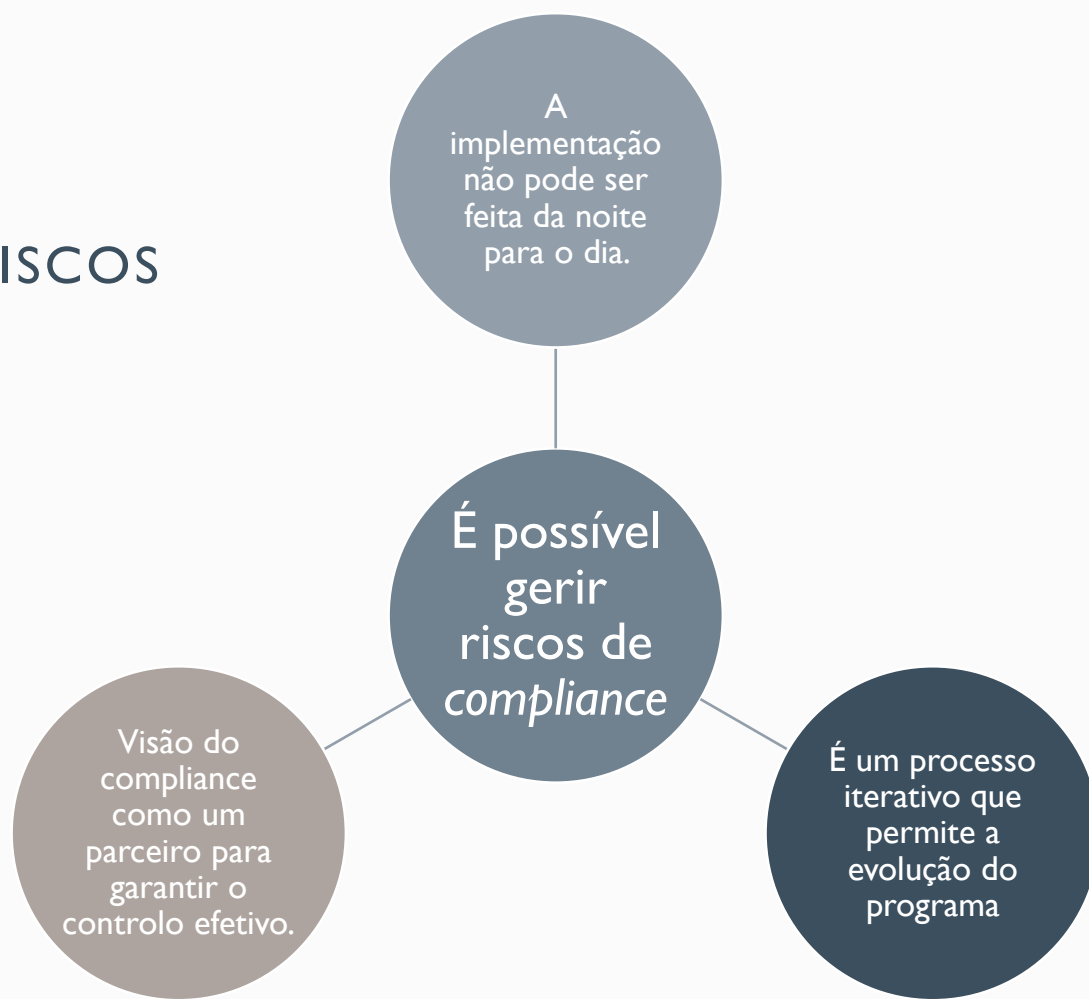 ISCOS
A
implementação
não pode ser
feita da noite
para o dia.
É possível
gerir
riscos de
compliance
Visão do
compliance
como um
parceiro para
garantir o
controlo efetivo.
É um processo
iterativo que
permite a
evolução do
programa